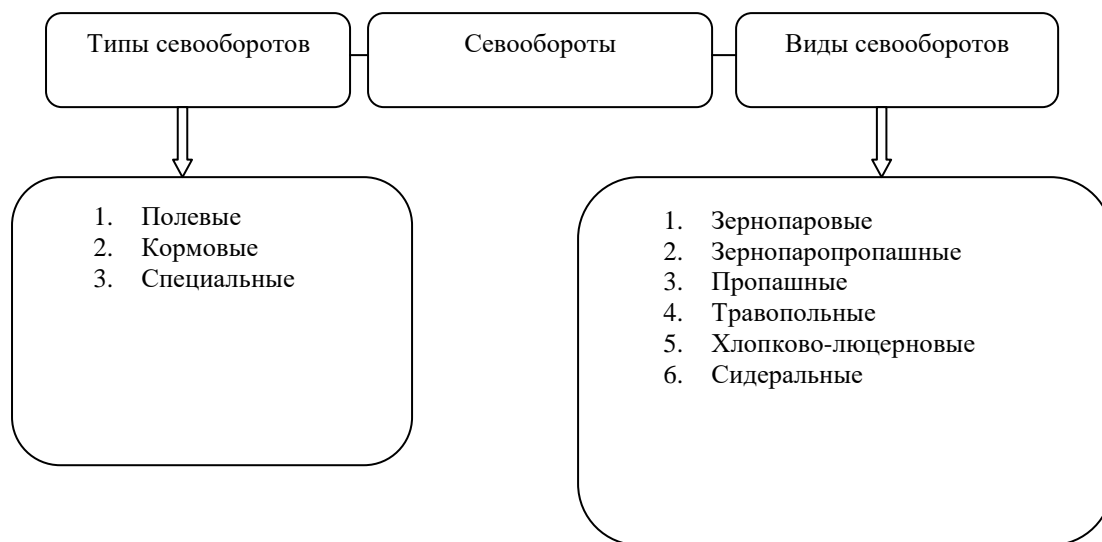 Типы севооборотов
Севообороты
Виды севооборотов
1. Полевые
2. Кормовые
3. Специальные
1. Зернопаровые
2. Зернопаропропашные
3. Пропашные
4. Травопольные
5. Хлопково-люцерновые
6. Сидеральные